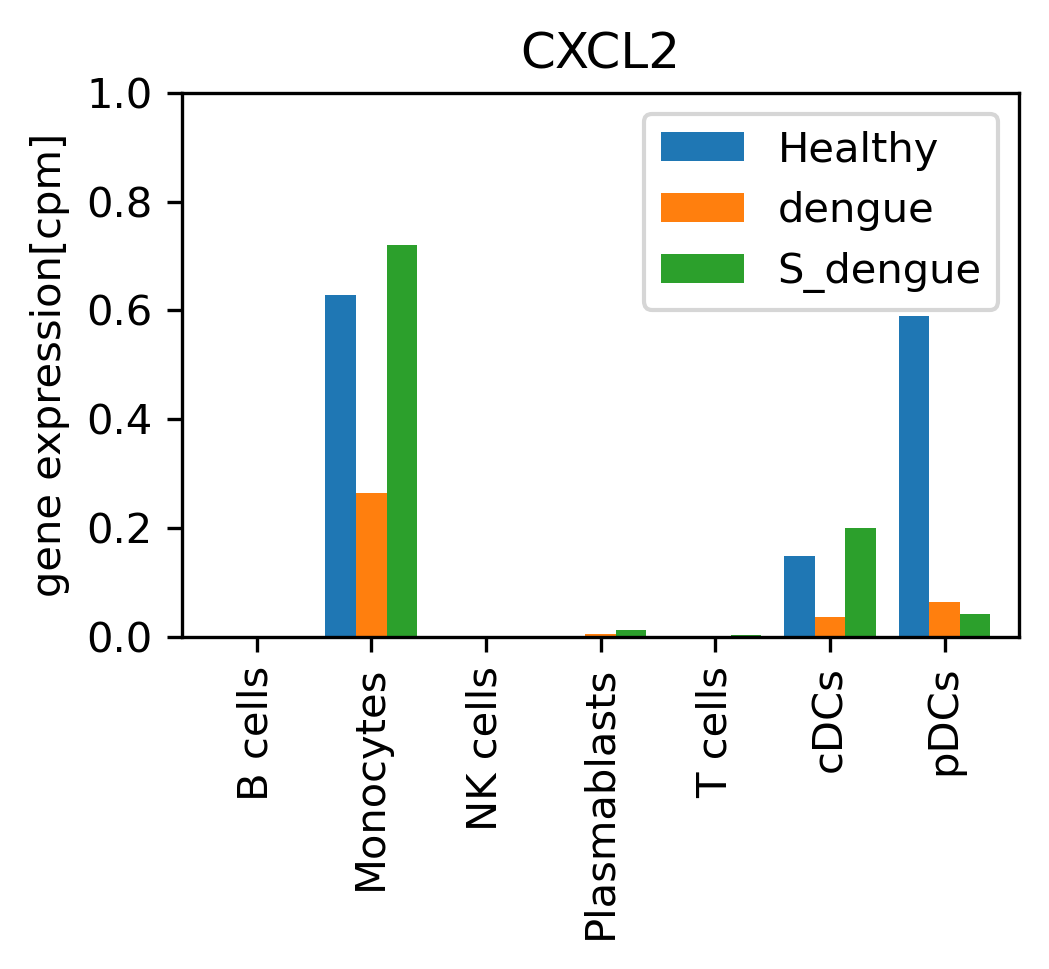 CXCL2
gene expression[cpm]
1.0
0.8
0.6
0.4
0.2
0.0
Healthy
dengue
S_dengue
B cells
Monocytes
NK cells
Plasmablasts
T cells
cDCs
pDCs